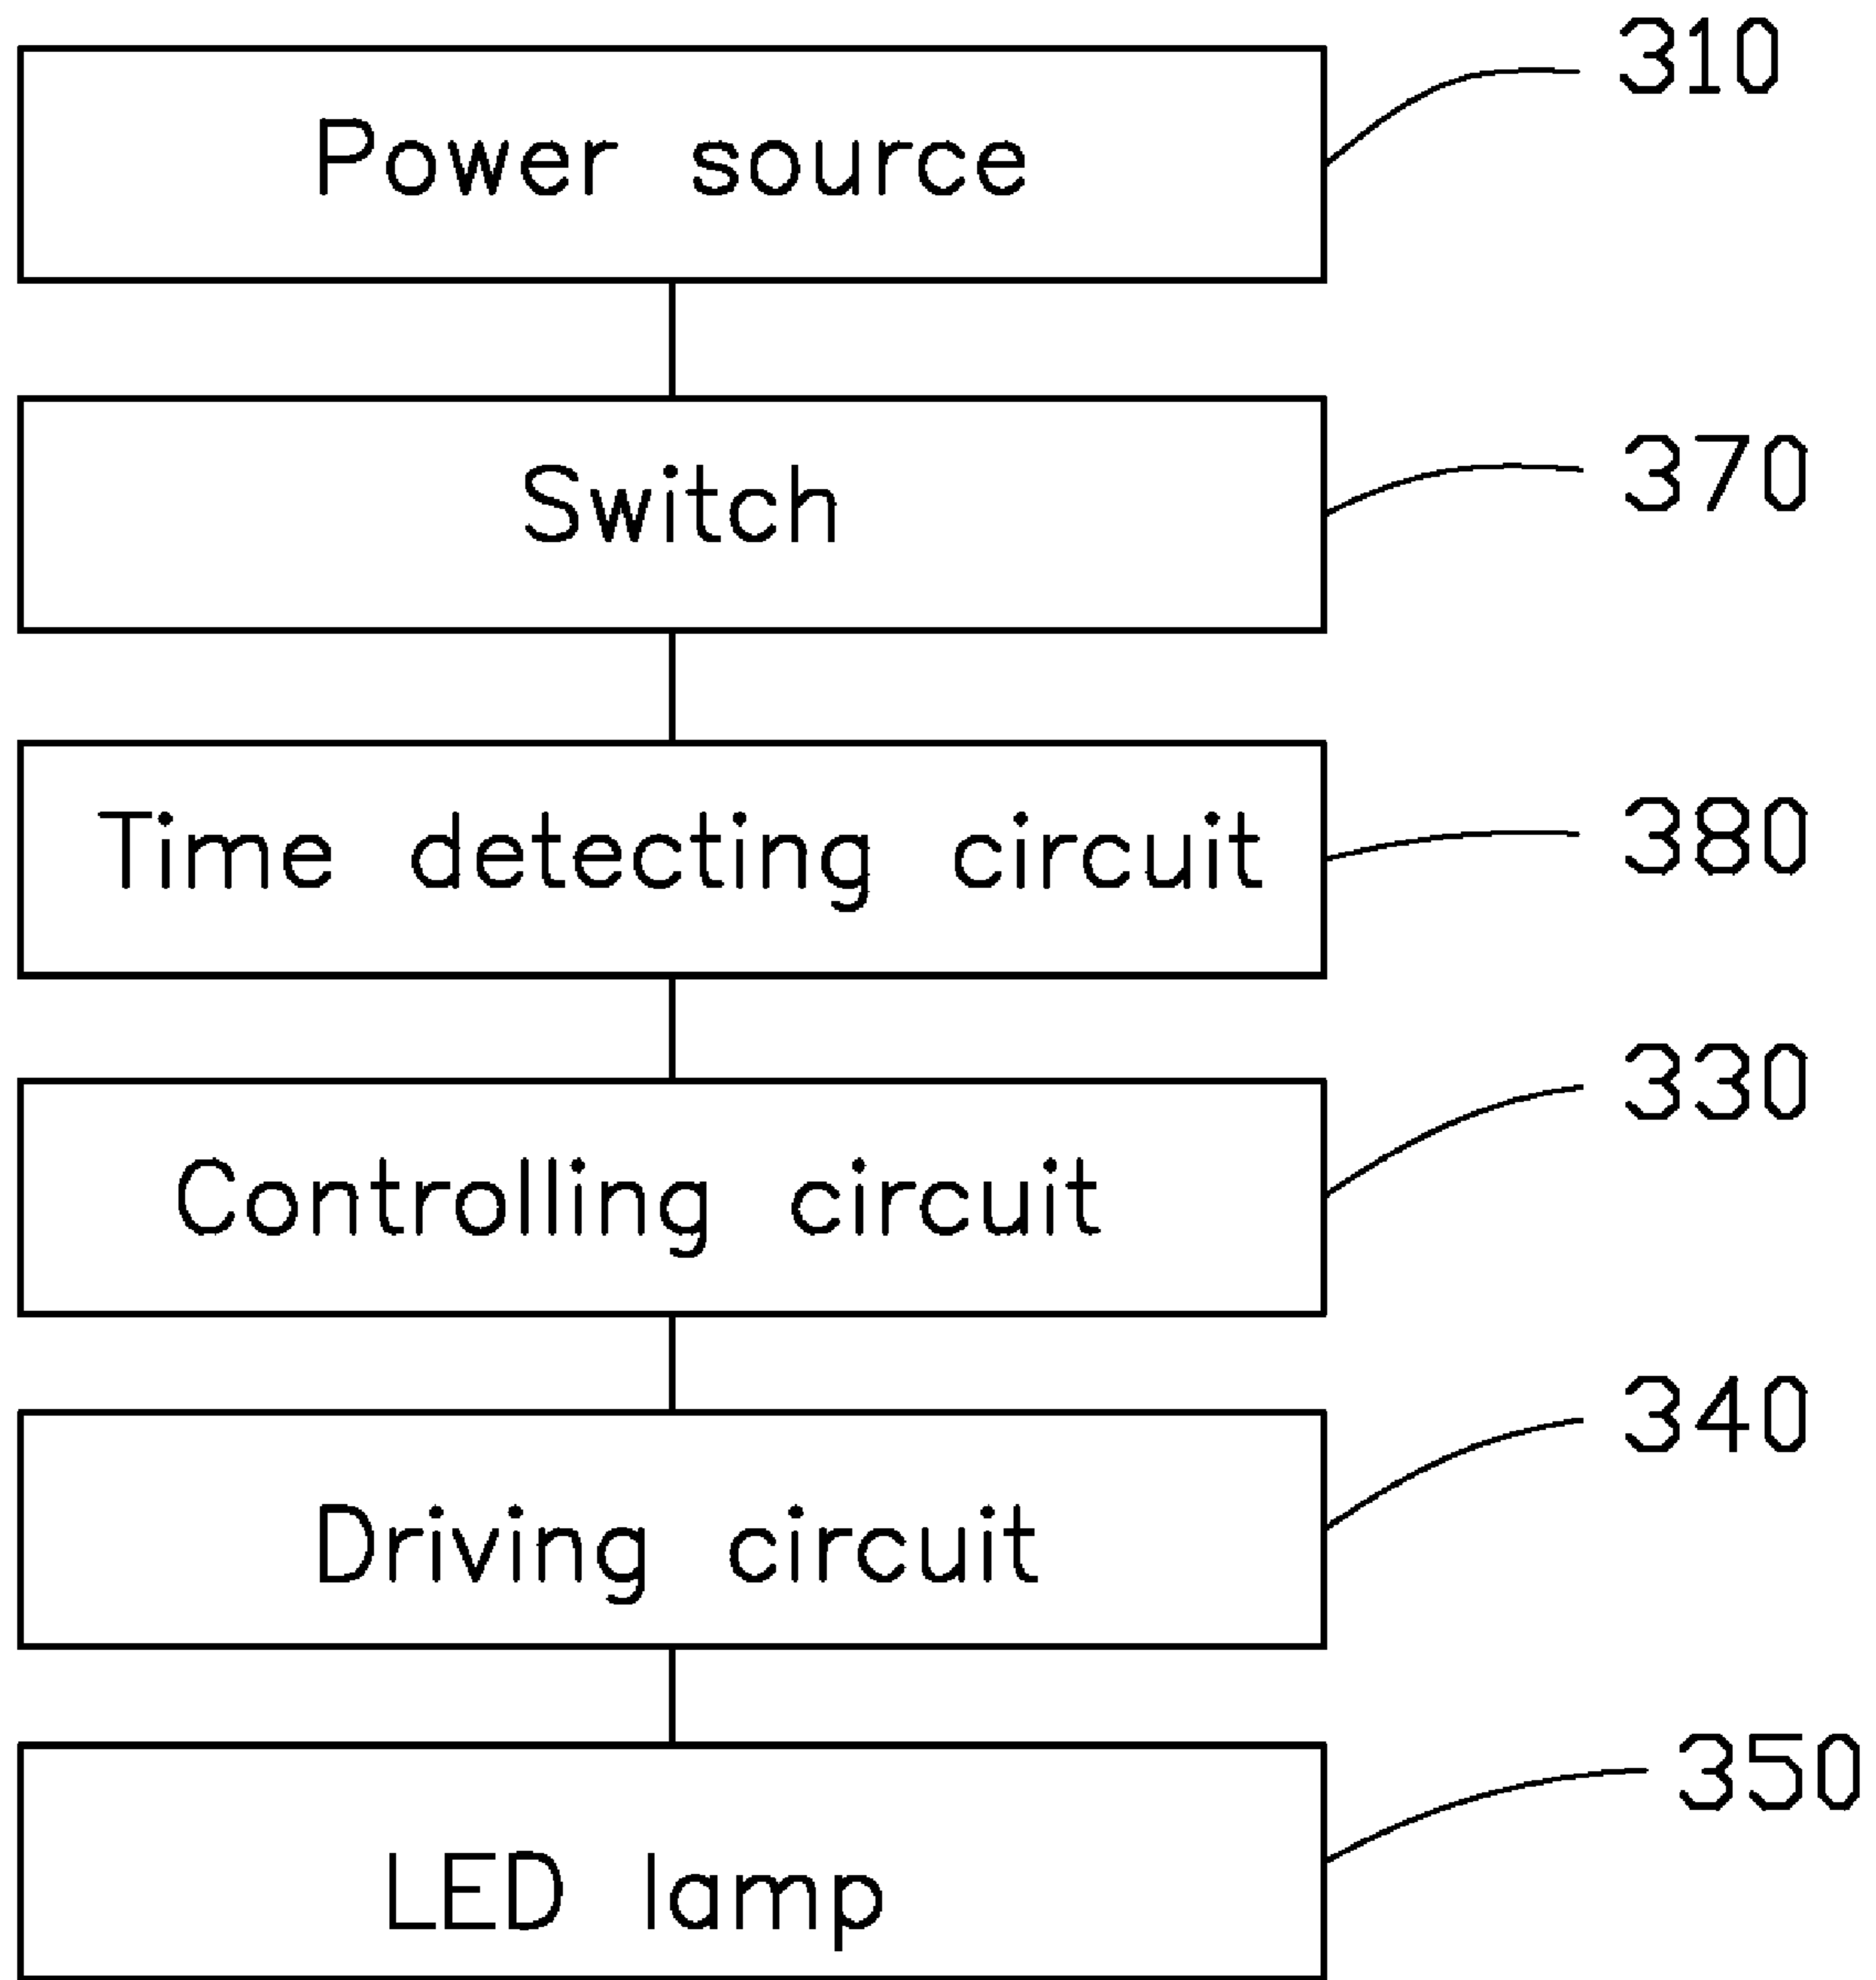 310
Power source
370
Switch
380
Time detecting circuit
330
Controlling circuit
340
Driving circuit
350
LED lamp